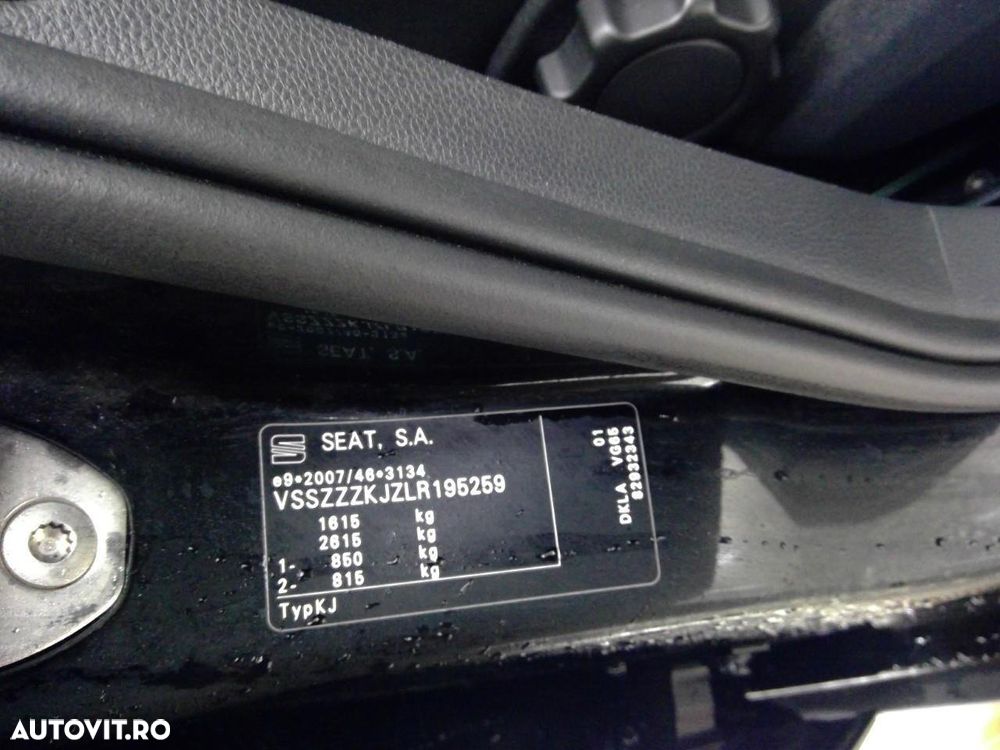 SEAT, S.A.
e9*2007/46*3134
VSSZZZKJZLR195259
1615 kg
2615 kg
1- 850 kg
2- 815 kg
TypKJ
01
DKLA VG65
82932343
AUTOVIT.RO